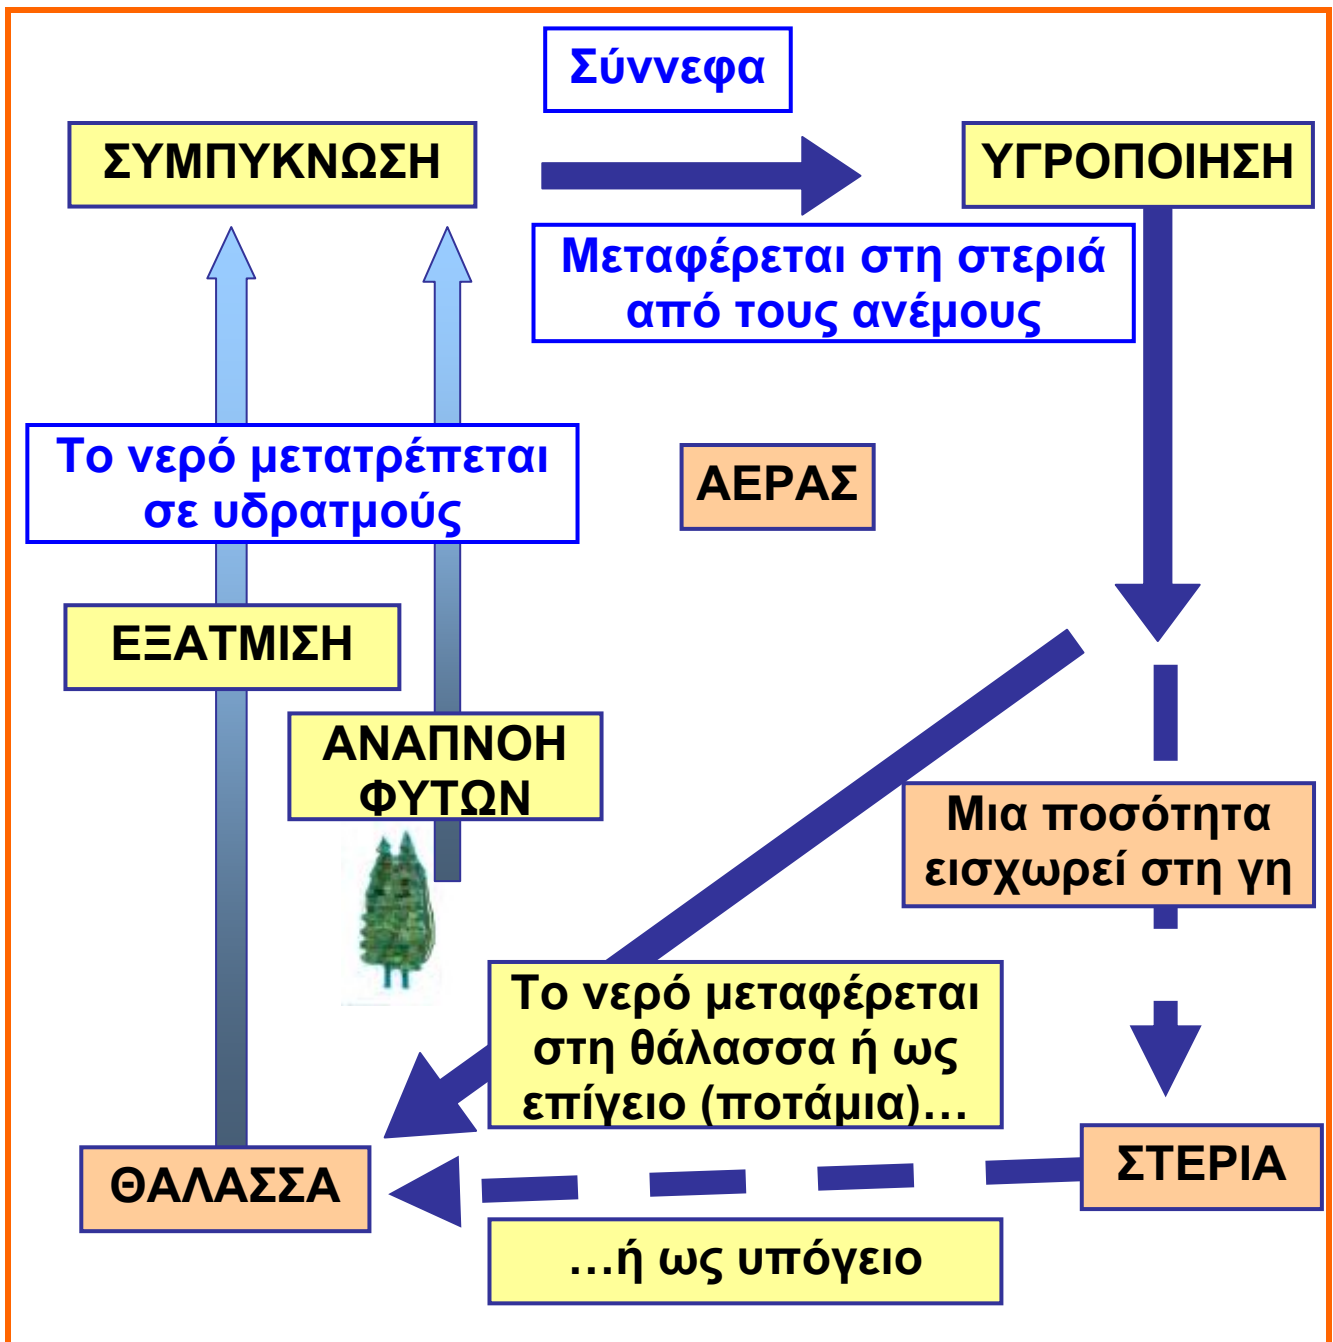 Σύννεφα
ΣΥΜΠΥΚΝΩΣΗ
ΥΓΡΟΠΟΙΗΣΗ
Μεταφέρεται στη στεριά
από τους ανέμους
Το νερό μετατρέπεται
σε υδρατμούς
ΑΕΡΑΣ
ΕΞΑΤΜΙΣΗ
ΑΝΑΠΝΟΗ
ΦΥΤΩΝ
Μια ποσότητα
εισχωρεί στη γη
Το νερό μεταφέρεται
στη θάλασσα ή ως
επίγειο (ποτάμια)…
ΘΑΛΑΣΣΑ
ΣΤΕΡΙΑ
…ή ως υπόγειο